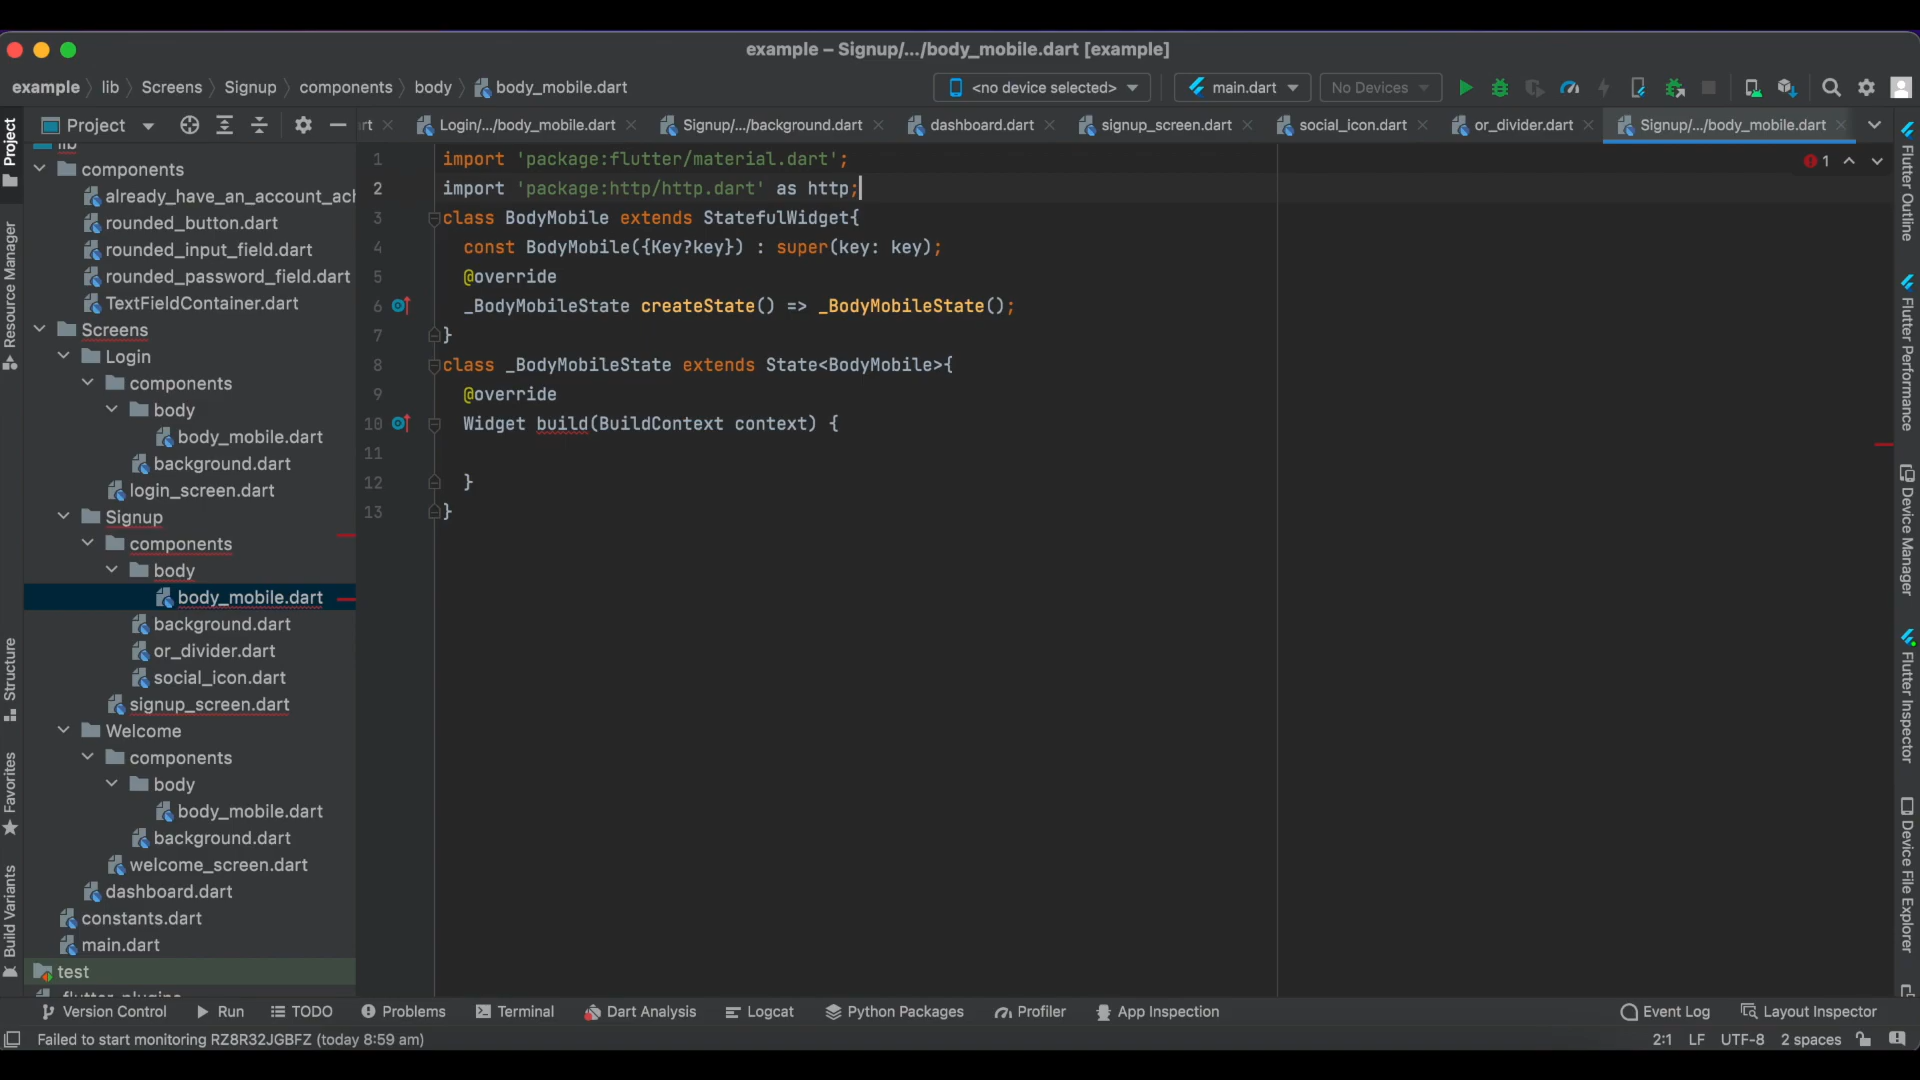 example – Signup/.../body_mobile.dart [example]
example lib Screens Signup components body body_mobile.dart <no device selected> main.dart No Devices
Project rt Login/.../body_mobile.dart Signup/.../background.dart dashboard.dart signup_screen.dart social_icon.dart or_divider.dart Signup/.../body_mobile.dart
lib
components
already_have_an_account_ach
rounded_button.dart
rounded_input_field.dart
rounded_password_field.dart
TextFieldContainer.dart
Screens
Login
components
body
body_mobile.dart
background.dart
login_screen.dart
Signup
components
body
body_mobile.dart
background.dart
or_divider.dart
social_icon.dart
signup_screen.dart
Welcome
components
body
body_mobile.dart
background.dart
welcome_screen.dart
dashboard.dart
constants.dart
main.dart
test
.flutter-plugins
1 import 'package:flutter/material.dart';
2 import 'package:http/http.dart' as http;
3 class BodyMobile extends StatefulWidget{
4 const BodyMobile({Key?key}) : super(key: key);
5 @override
6 _BodyMobileState createState() => _BodyMobileState();
7 }
8 class _BodyMobileState extends State<BodyMobile>{
9 @override
10 Widget build(BuildContext context) {
11
12 }
13 }
1
Project
Resource Manager
Structure
Favorites
Build Variants
Flutter Outline
Flutter Performance
Device Manager
Flutter Inspector
Device File Explorer
Version Control Run TODO Problems Terminal Dart Analysis Logcat Python Packages Profiler App Inspection Event Log Layout Inspector
Failed to start monitoring RZ8R32JGBFZ (today 8:59 am) 2:1 LF UTF-8 2 spaces